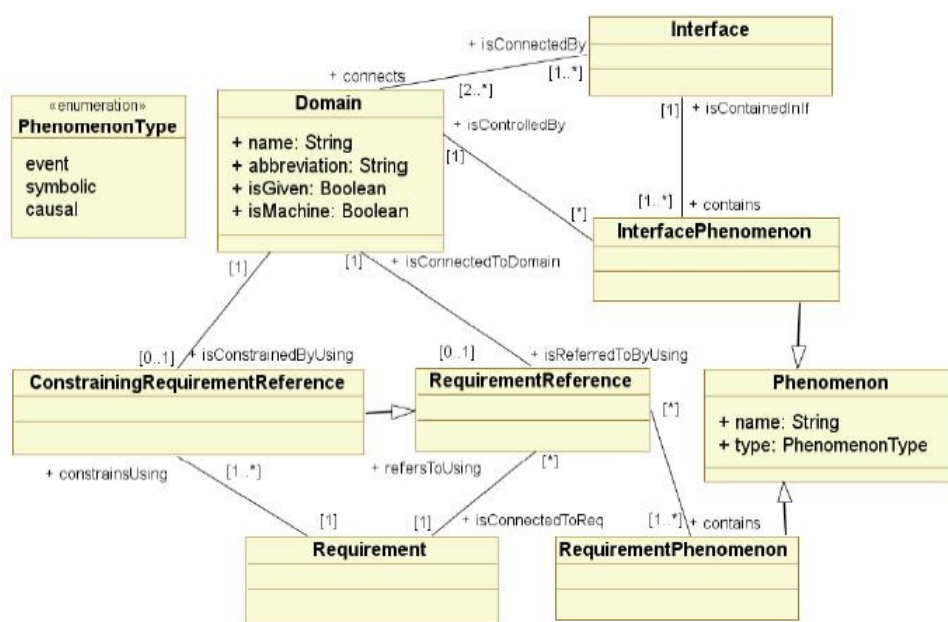 Interface
+ isConnectedBy
[1..*]
+ connects
[2..*]
«enumeration»
PhenomenonType
event
symbolic
causal
Domain
+ name: String
+ abbreviation: String
+ isGiven: Boolean
+ isMachine: Boolean
+ isControlledBy
[1]
[1]
+ isContainedInIf
[*]
[1..*]
+ contains
InterfacePhenomenon
[1]
[1]
+ isConnectedToDomain
[0..1]
+ isConstrainedByUsing
[0..1]
+ isReferredToByUsing
ConstrainingRequirementReference
RequirementReference
Phenomenon
+ name: String
+ type: PhenomenonType
[*]
+ constrainsUsing
[1..*]
+ refersToUsing
[*]
[1]
[1]
+ isConnectedToReq
[1..*]
+ contains
Requirement
RequirementPhenomenon